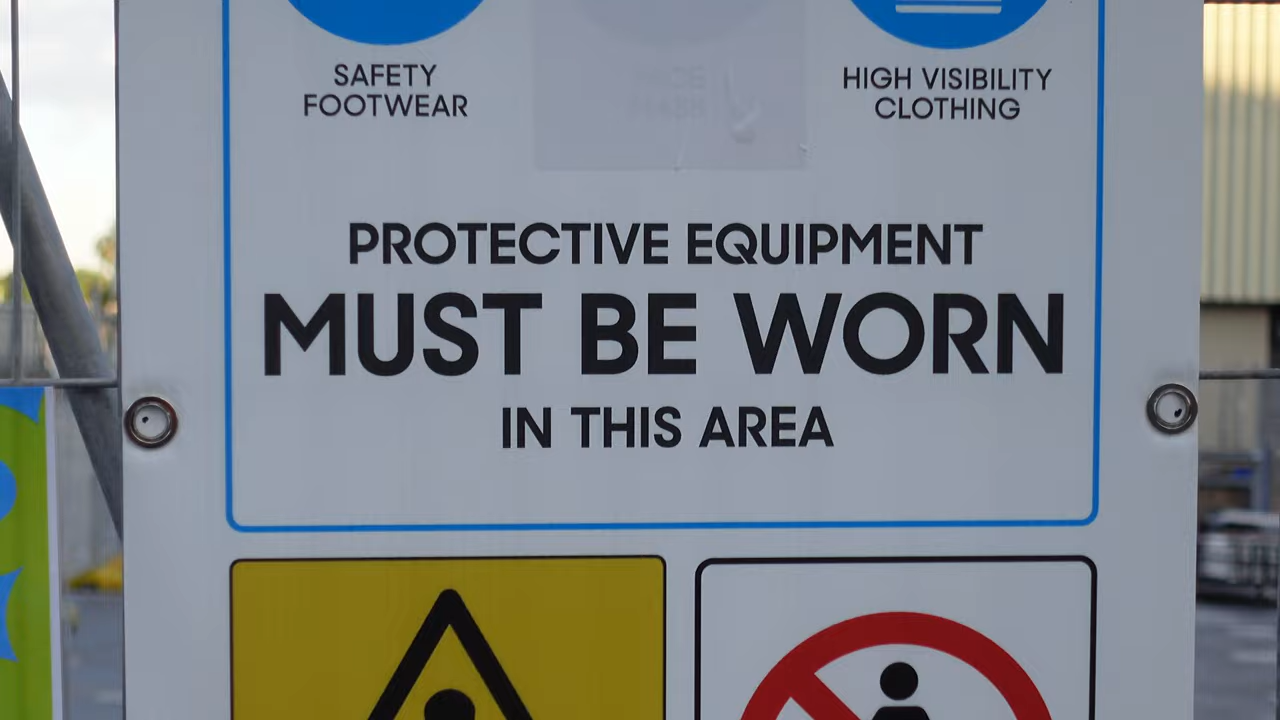 SAFETY
FOOTWEAR
HIGH VISIBILITY
CLOTHING
PROTECTIVE EQUIPMENT
MUST BE WORN
IN THIS AREA